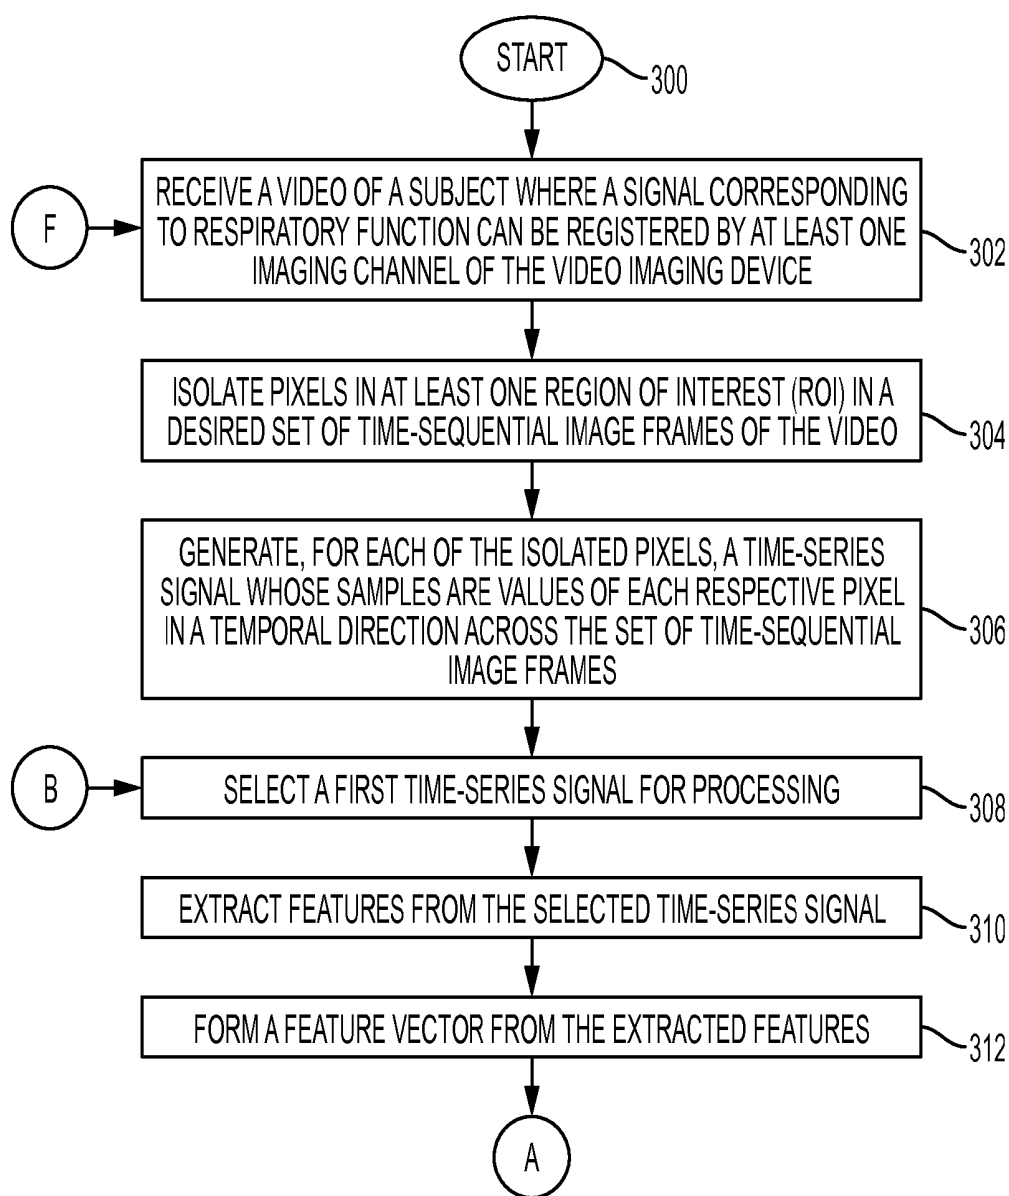 START
300
F
RECEIVE A VIDEO OF A SUBJECT WHERE A SIGNAL CORRESPONDING
TO RESPIRATORY FUNCTION CAN BE REGISTERED BY AT LEAST ONE
IMAGING CHANNEL OF THE VIDEO IMAGING DEVICE
302
ISOLATE PIXELS IN AT LEAST ONE REGION OF INTEREST (ROI) IN A
DESIRED SET OF TIME-SEQUENTIAL IMAGE FRAMES OF THE VIDEO
304
GENERATE, FOR EACH OF THE ISOLATED PIXELS, A TIME-SERIES
SIGNAL WHOSE SAMPLES ARE VALUES OF EACH RESPECTIVE PIXEL
IN A TEMPORAL DIRECTION ACROSS THE SET OF TIME-SEQUENTIAL
IMAGE FRAMES
306
B
SELECT A FIRST TIME-SERIES SIGNAL FOR PROCESSING
308
EXTRACT FEATURES FROM THE SELECTED TIME-SERIES SIGNAL
310
FORM A FEATURE VECTOR FROM THE EXTRACTED FEATURES
312
A